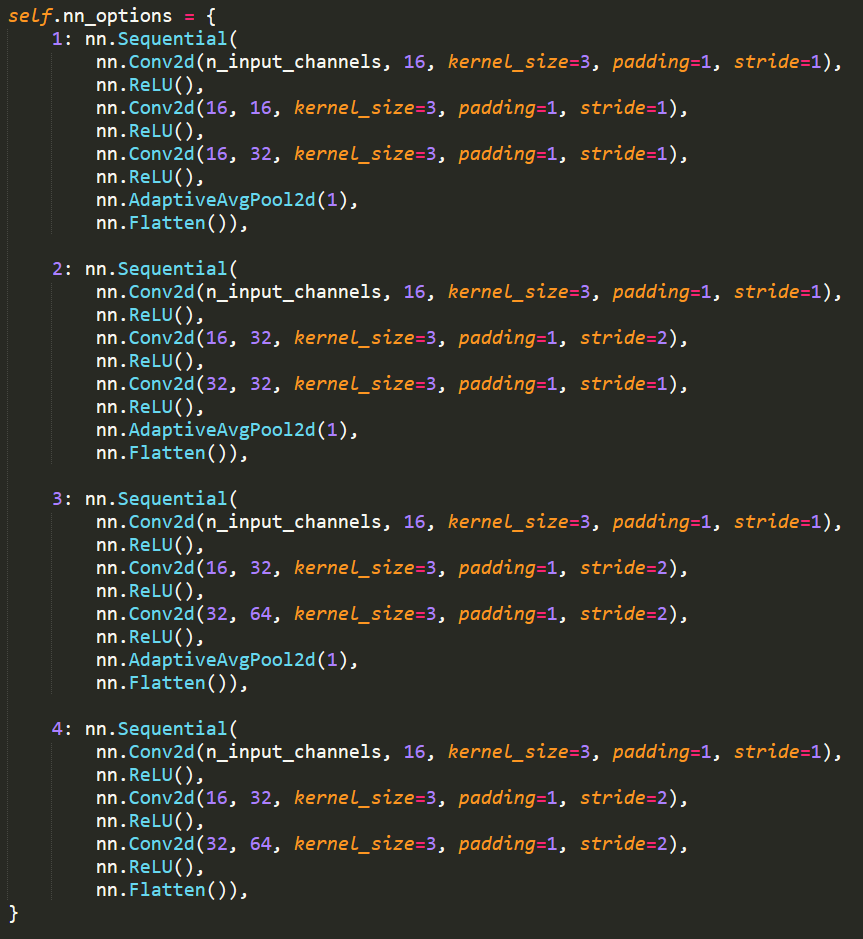 self.nn_options = {
    1: nn.Sequential(
        nn.Conv2d(n_input_channels, 16, kernel_size=3, padding=1, stride=1),
        nn.ReLU(),
        nn.Conv2d(16, 16, kernel_size=3, padding=1, stride=1),
        nn.ReLU(),
        nn.Conv2d(16, 32, kernel_size=3, padding=1, stride=1),
        nn.ReLU(),
        nn.AdaptiveAvgPool2d(1),
        nn.Flatten()),

    2: nn.Sequential(
        nn.Conv2d(n_input_channels, 16, kernel_size=3, padding=1, stride=1),
        nn.ReLU(),
        nn.Conv2d(16, 32, kernel_size=3, padding=1, stride=2),
        nn.ReLU(),
        nn.Conv2d(32, 32, kernel_size=3, padding=1, stride=1),
        nn.ReLU(),
        nn.AdaptiveAvgPool2d(1),
        nn.Flatten()),

    3: nn.Sequential(
        nn.Conv2d(n_input_channels, 16, kernel_size=3, padding=1, stride=1),
        nn.ReLU(),
        nn.Conv2d(16, 32, kernel_size=3, padding=1, stride=2),
        nn.ReLU(),
        nn.Conv2d(32, 64, kernel_size=3, padding=1, stride=2),
        nn.ReLU(),
        nn.AdaptiveAvgPool2d(1),
        nn.Flatten()),

    4: nn.Sequential(
        nn.Conv2d(n_input_channels, 16, kernel_size=3, padding=1, stride=1),
        nn.ReLU(),
        nn.Conv2d(16, 32, kernel_size=3, padding=1, stride=2),
        nn.ReLU(),
        nn.Conv2d(32, 64, kernel_size=3, padding=1, stride=2),
        nn.ReLU(),
        nn.Flatten()),
}